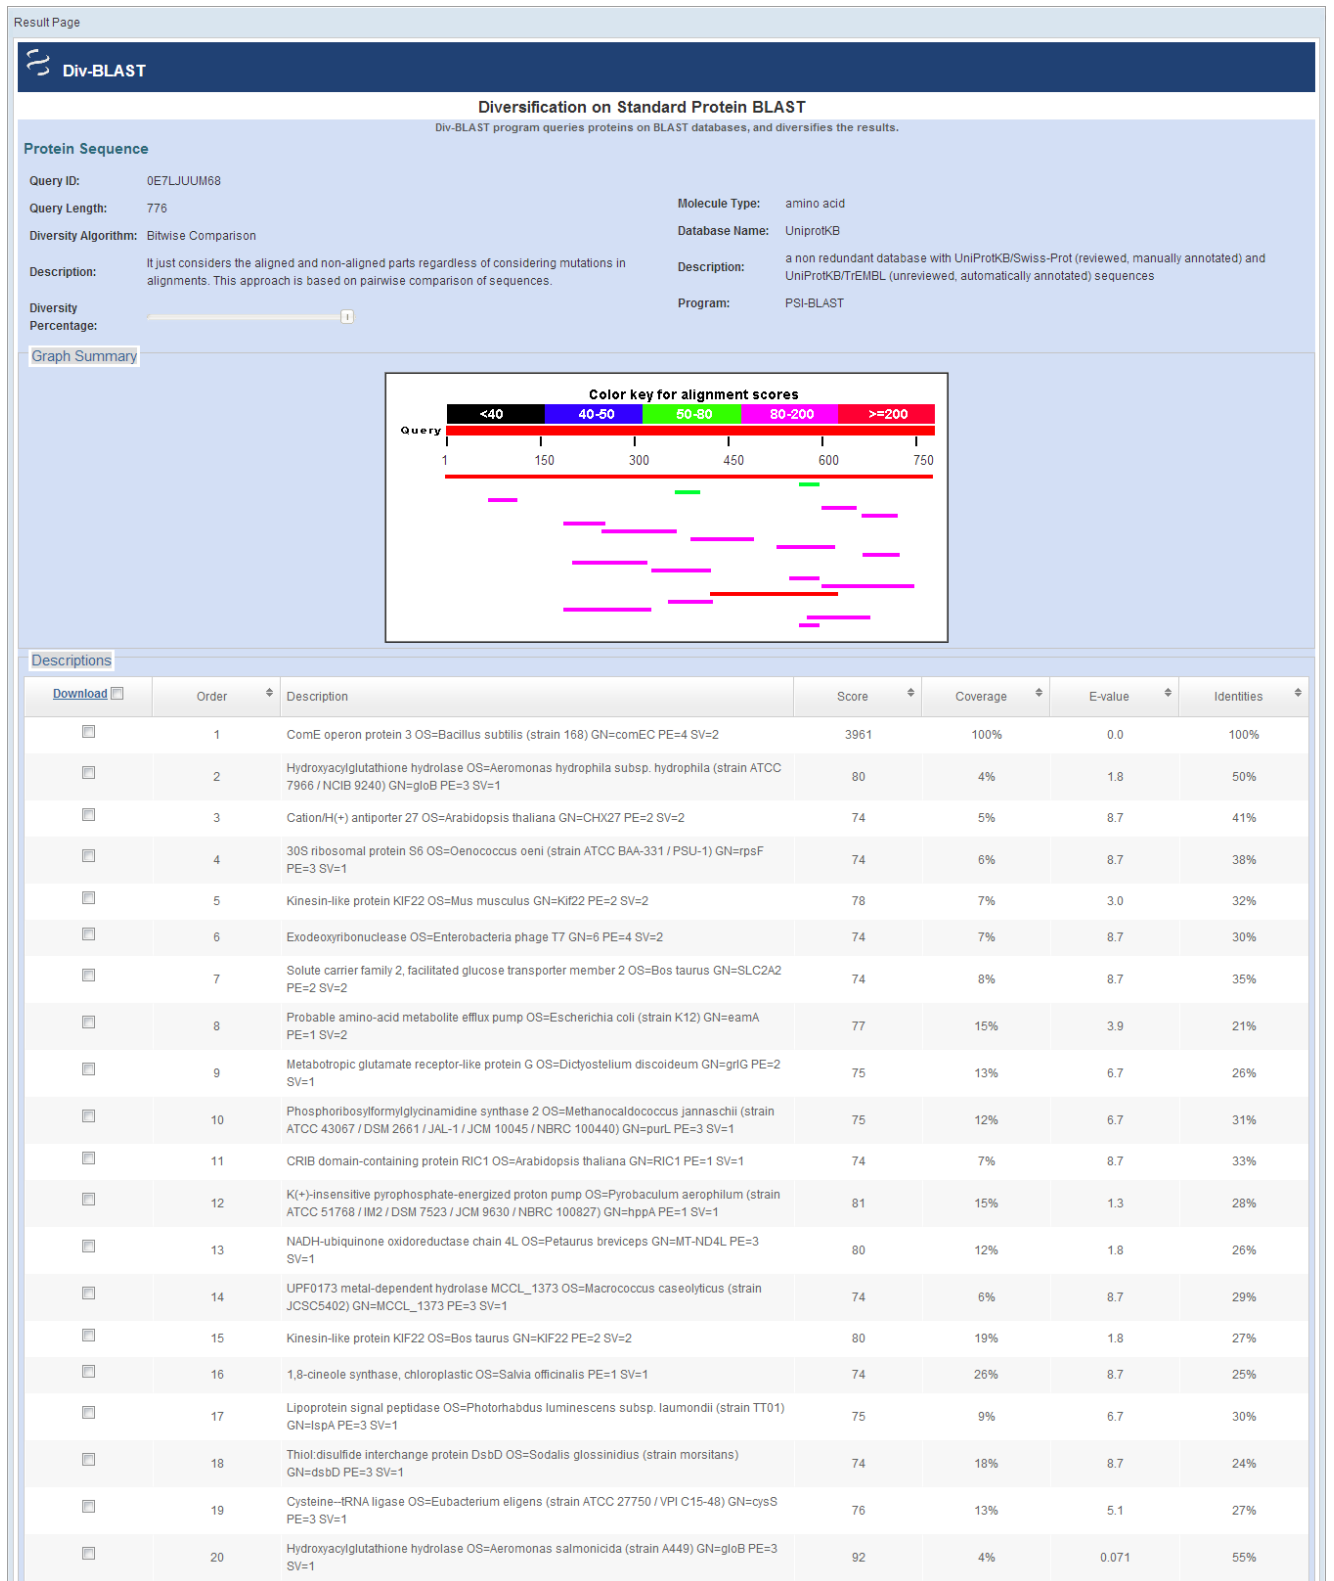 Result Page
Div-BLAST
Diversification on Standard Protein BLAST
Div-BLAST program queries proteins on BLAST databases, and diversifies the results.
Protein Sequence
Query ID: 0E7LJUUM68
Query Length: 776
Diversity Algorithm: Bitwise Comparison
Description: It just considers the aligned and non-aligned parts regardless of considering mutations in
alignments. This approach is based on pairwise comparison of sequences.
Diversity
Percentage:
Molecule Type: amino acid
Database Name: UniprotKB
Description: a non redundant database with UniProtKB/Swiss-Prot (reviewed, manually annotated) and
UniProtKB/TrEMBL (unreviewed, automatically annotated) sequences
Program: PSI-BLAST
Graph Summary
Color key for alignment scores
<40 40-50 50-80 80-200 >=200
Query
1 150 300 450 600 750
Descriptions
Download Order Description Score Coverage E-value Identities
1 ComE operon protein 3 OS=Bacillus subtilis (strain 168) GN=comEC PE=4 SV=2 3961 100% 0.0 100%
2 Hydroxyacylglutathione hydrolase OS=Aeromonas hydrophila subsp. hydrophila (strain ATCC
7966 / NCIB 9240) GN=gloB PE=3 SV=1 80 4% 1.8 50%
3 Cation/H(+) antiporter 27 OS=Arabidopsis thaliana GN=CHX27 PE=2 SV=2 74 5% 8.7 41%
4 30S ribosomal protein S6 OS=Oenococcus oeni (strain ATCC BAA-331 / PSU-1) GN=rpsF
PE=3 SV=1 74 6% 8.7 38%
5 Kinesin-like protein KIF22 OS=Mus musculus GN=Kif22 PE=2 SV=2 78 7% 3.0 32%
6 Exodeoxyribonuclease OS=Enterobacteria phage T7 GN=6 PE=4 SV=2 74 7% 8.7 30%
7 Solute carrier family 2, facilitated glucose transporter member 2 OS=Bos taurus GN=SLC2A2
PE=2 SV=2 74 8% 8.7 35%
8 Probable amino-acid metabolite efflux pump OS=Escherichia coli (strain K12) GN=eamA
PE=1 SV=2 77 15% 3.9 21%
9 Metabotropic glutamate receptor-like protein G OS=Dictyostelium discoideum GN=grlG PE=2
SV=1 75 13% 6.7 26%
10 Phosphoribosylformylglycinamidine synthase 2 OS=Methanocaldococcus jannaschii (strain
ATCC 43067 / DSM 2661 / JAL-1 / JCM 10045 / NBRC 100440) GN=purL PE=3 SV=1 75 12% 6.7 31%
11 CRIB domain-containing protein RIC1 OS=Arabidopsis thaliana GN=RIC1 PE=1 SV=1 74 7% 8.7 33%
12 K(+)-insensitive pyrophosphate-energized proton pump OS=Pyrobaculum aerophilum (strain
ATCC 51768 / IM2 / DSM 7523 / JCM 9630 / NBRC 100827) GN=hppA PE=1 SV=1 81 15% 1.3 28%
13 NADH-ubiquinone oxidoreductase chain 4L OS=Petaurus breviceps GN=MT-ND4L PE=3
SV=1 80 12% 1.8 26%
14 UPF0173 metal-dependent hydrolase MCCL_1373 OS=Macrococcus caseolyticus (strain
JCSC5402) GN=MCCL_1373 PE=3 SV=1 74 6% 8.7 29%
15 Kinesin-like protein KIF22 OS=Bos taurus GN=KIF22 PE=2 SV=2 80 19% 1.8 27%
16 1,8-cineole synthase, chloroplastic OS=Salvia officinalis PE=1 SV=1 74 26% 8.7 25%
17 Lipoprotein signal peptidase OS=Photorhabdus luminescens subsp. laumondii (strain TT01)
GN=lspA PE=3 SV=1 75 9% 6.7 30%
18 Thiol:disulfide interchange protein DsbD OS=Sodalis glossinidius (strain morsitans)
GN=dsbD PE=3 SV=1 74 18% 8.7 24%
19 Cysteine--tRNA ligase OS=Eubacterium eligens (strain ATCC 27750 / VPI C15-48) GN=cysS
PE=3 SV=1 76 13% 5.1 27%
20 Hydroxyacylglutathione hydrolase OS=Aeromonas salmonicida (strain A449) GN=gloB PE=3
SV=1 92 4% 0.071 55%